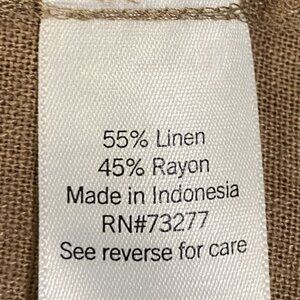 55% Linen
45% Rayon
Made in Indonesia
RN#73277
See reverse for care